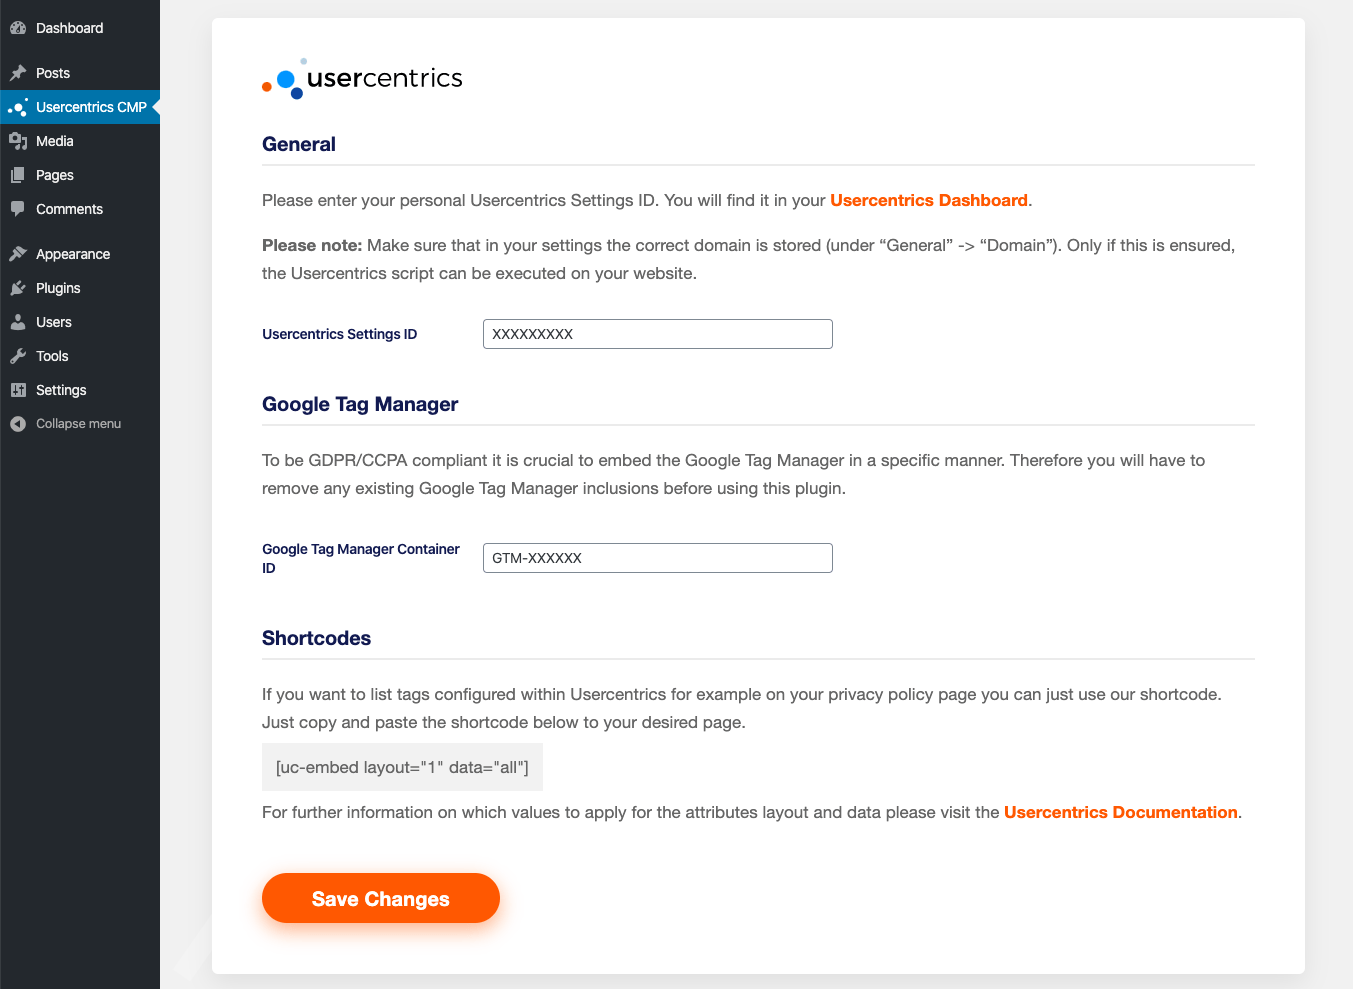 Dashboard
Posts
Usercentrics CMP
Media
Pages
Comments
Appearance
Plugins
Users
Tools
Settings
Collapse menu
usercentrics
General
Please enter your personal Usercentrics Settings ID. You will find it in your Usercentrics Dashboard.
Please note: Make sure that in your settings the correct domain is stored (under “General” -> “Domain”). Only if this is ensured,
the Usercentrics script can be executed on your website.
Usercentrics Settings ID
XXXXXXXXX
Google Tag Manager
To be GDPR/CCPA compliant it is crucial to embed the Google Tag Manager in a specific manner. Therefore you will have to
remove any existing Google Tag Manager inclusions before using this plugin.
Google Tag Manager Container
ID
GTM-XXXXXX
Shortcodes
If you want to list tags configured within Usercentrics for example on your privacy policy page you can just use our shortcode.
Just copy and paste the shortcode below to your desired page.
[uc-embed layout="1" data="all"]
For further information on which values to apply for the attributes layout and data please visit the Usercentrics Documentation.
Save Changes